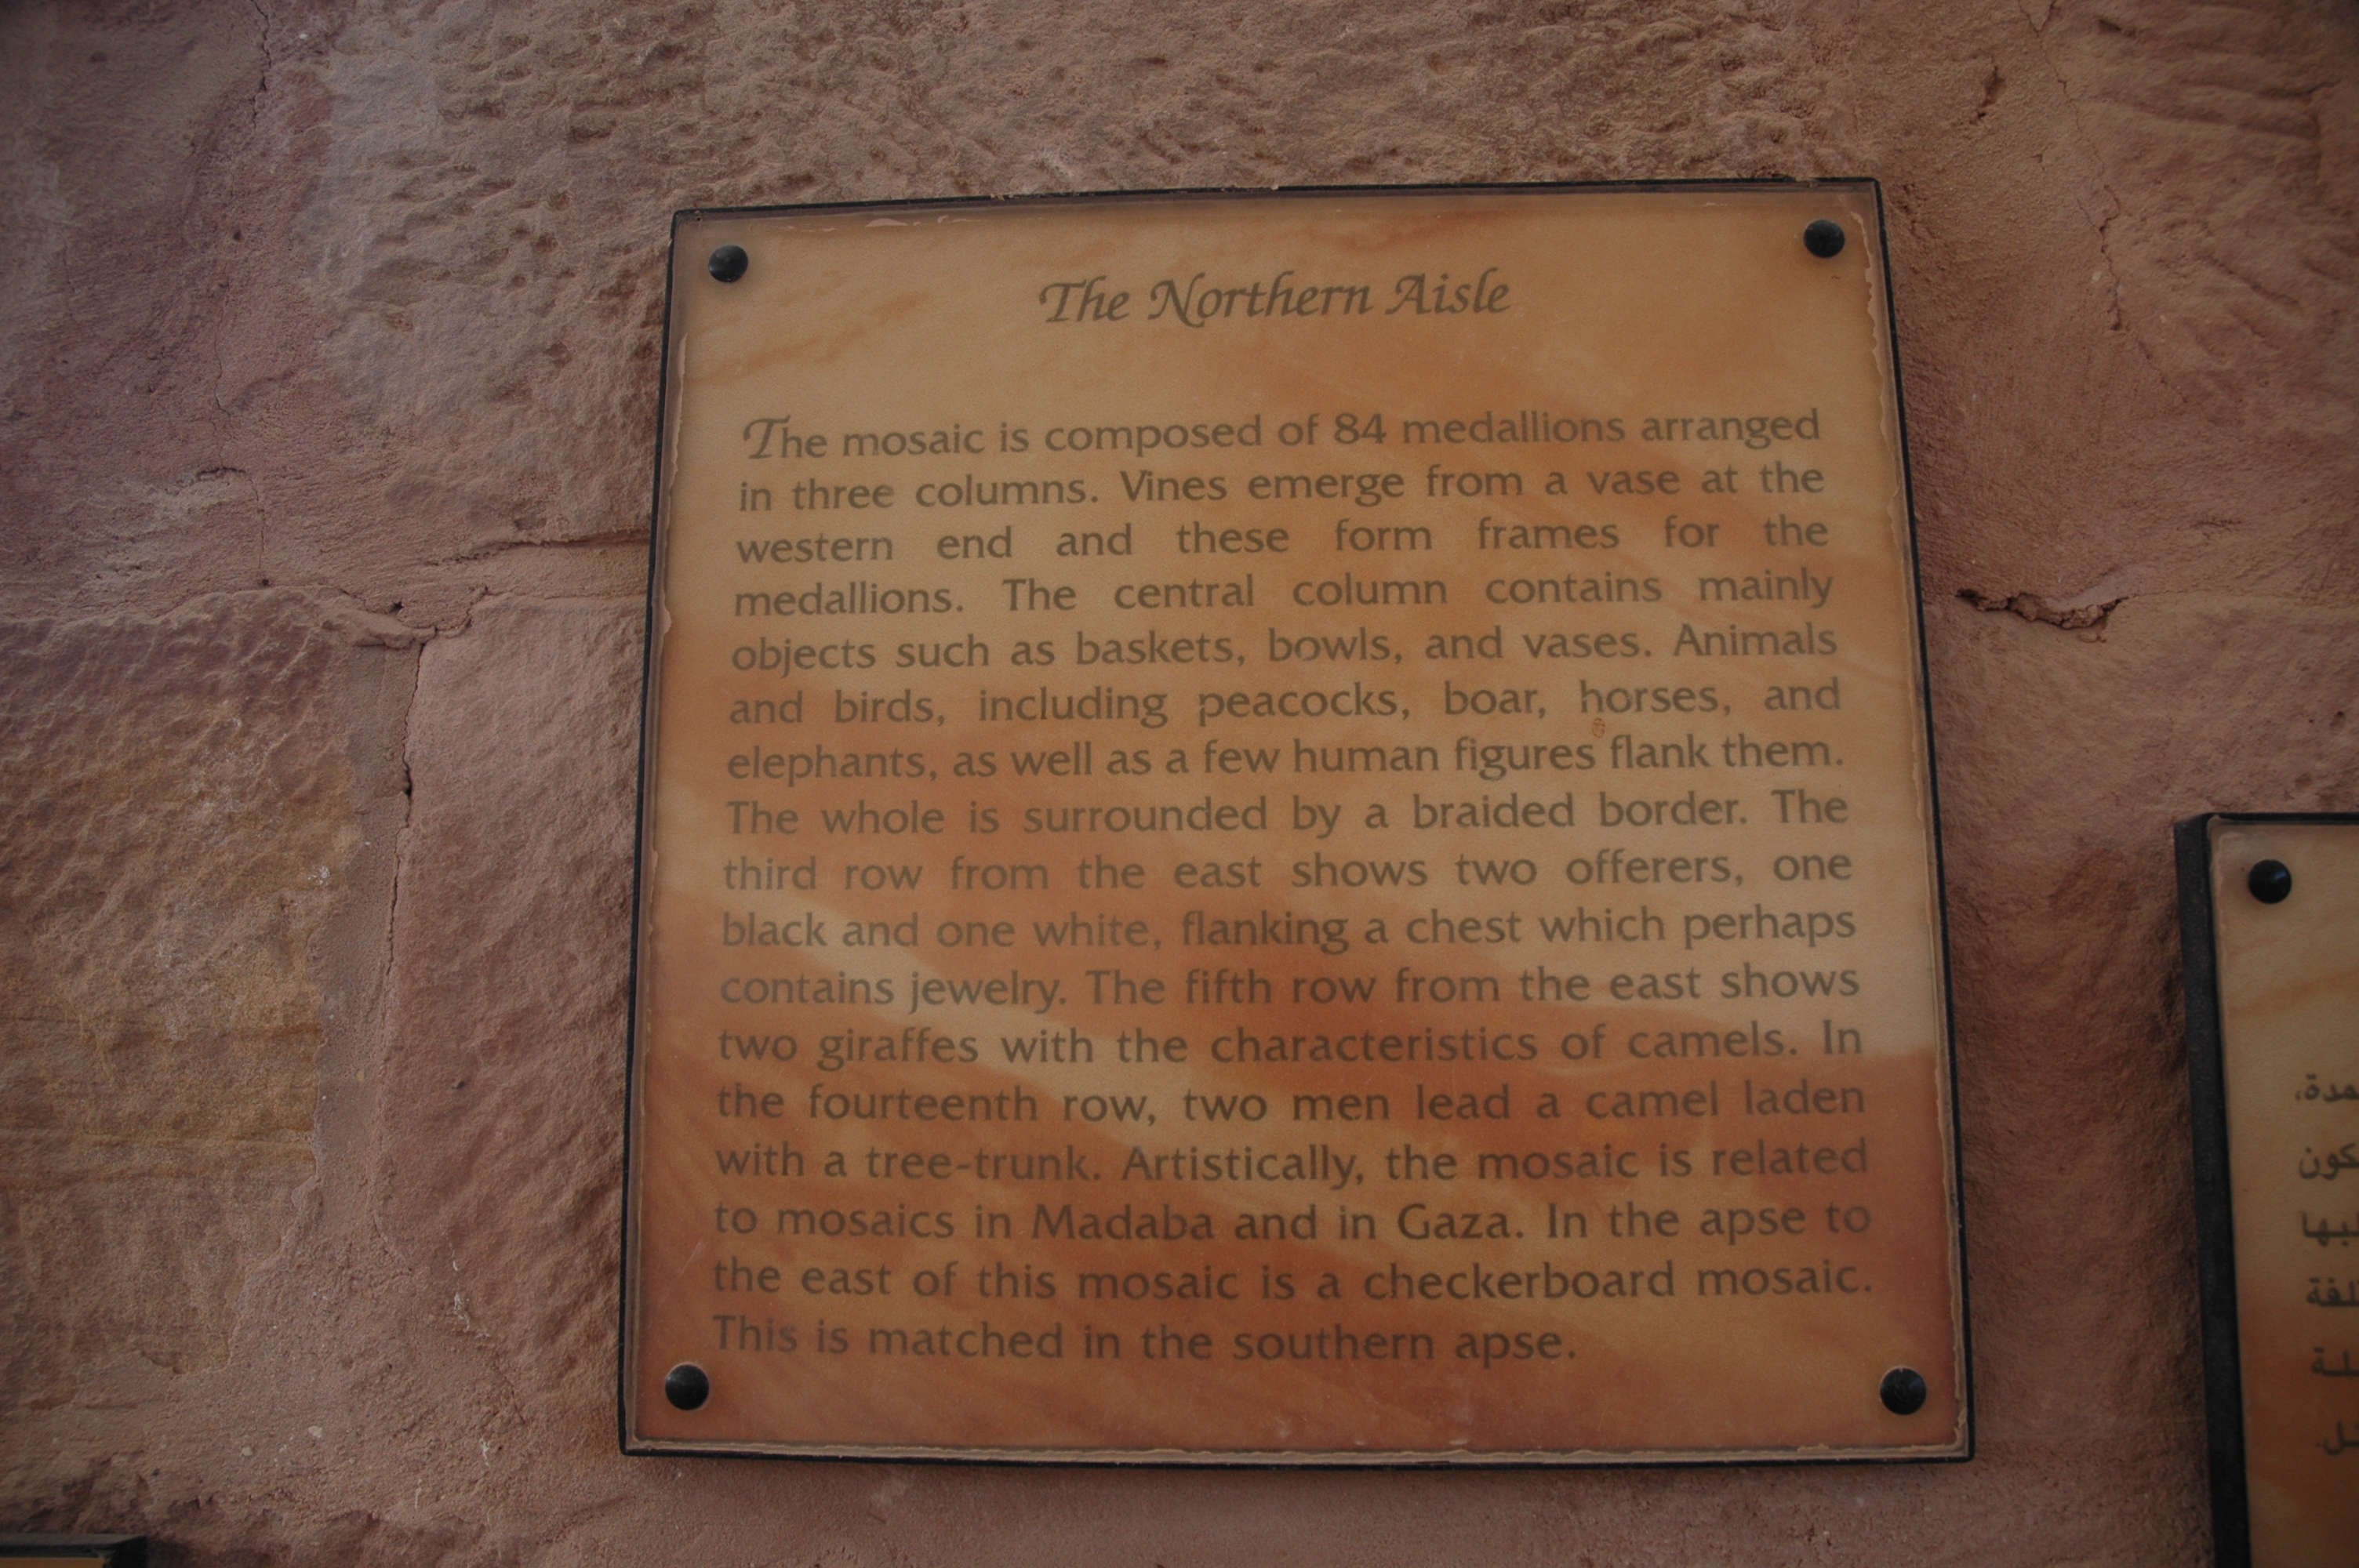 The Northern Aisle
The mosaic is composed of 84 medallions arranged
in three columns. Vines emerge from a vase at the
western end and these form frames for the
medallions. The central column contains mainly
objects such as baskets, bowls, and vases. Animals
and birds, including peacocks, boar, horses, and
elephants, as well as a few human figures flank them.
The whole is surrounded by a braided border. The
third row from the east shows two offerers, one
black and one white, flanking a chest which perhaps
contains jewelry. The fifth row from the east shows
two giraffes with the characteristics of camels. In
the fourteenth row, two men lead a camel laden
with a tree-trunk. Artistically, the mosaic is related
to mosaics in Madaba and in Gaza. In the apse to
the east of this mosaic is a checkerboard mosaic.
This is matched in the southern apse.